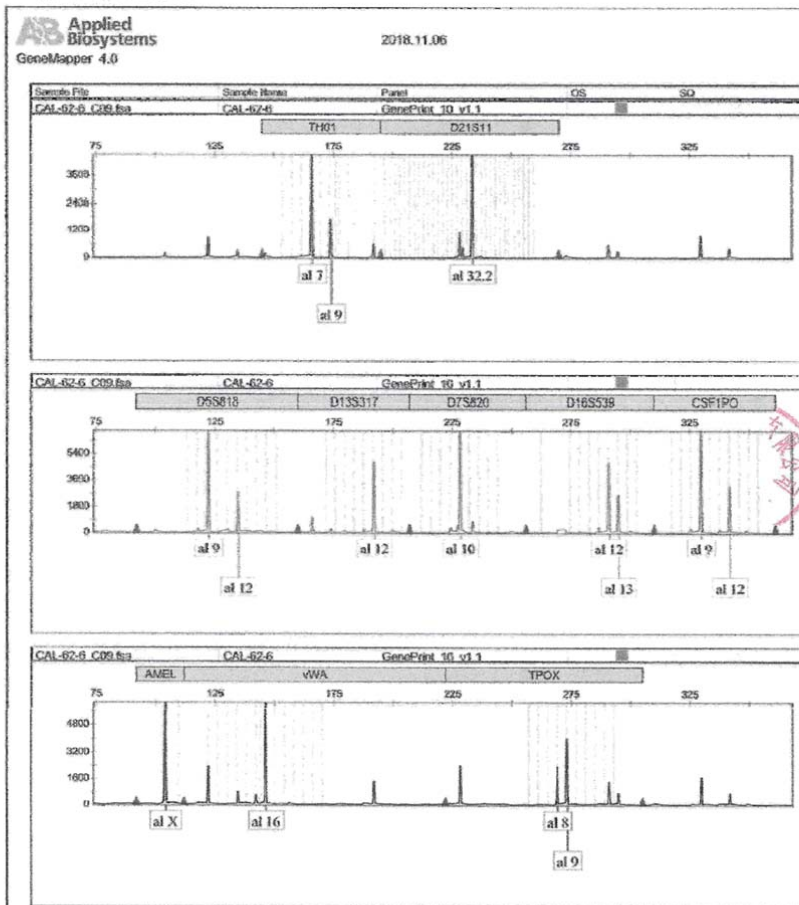 AB Applied
Biosystems
GeneMapper 4.0
2018.11.06
Sample File Sample Name Panel OS SQ
CAL-62-6_C09.fsa CAL-62-6 GenePrint_10_v1.1
TH01 D21S11
75 125 175 225 275 325
3600
2400
1200
0
al 7 al 32.2
al 9
CAL-62-6_C09.fsa CAL-62-6 GenePrint_10_v1.1
D5S818 D13S317 D7S820 D16S539 CSF1PO
75 125 175 225 275 325
5400
3600
1800
0
al 9 al 12 al 10 al 12 al 9
al 12 al 13 al 12
CAL-62-6_C09.fsa CAL-62-6 GenePrint_10_v1.1
AMEL vWA TPOX
75 125 175 225 275 325
4800
3200
1600
0
al X al 16 al 8
al 9